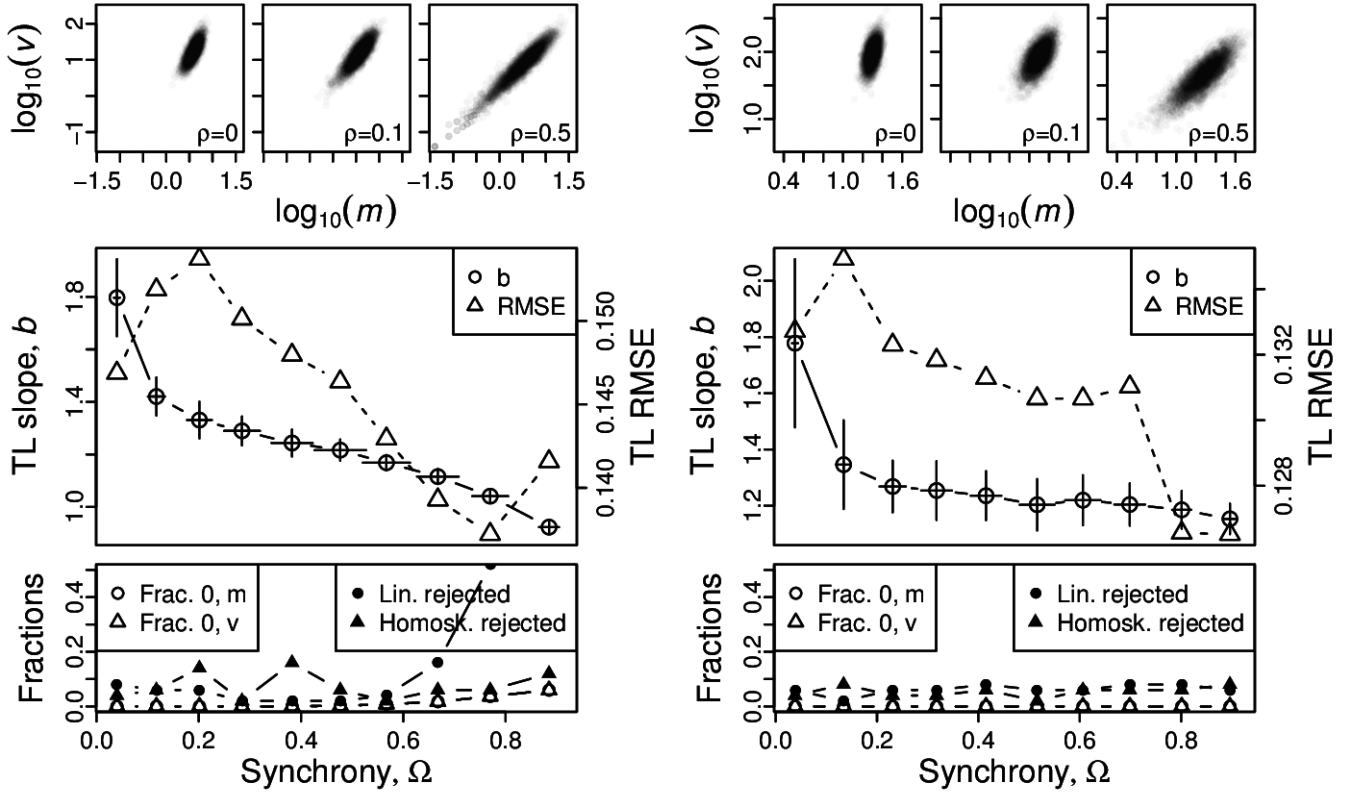 log10(v)
−1 1 2
ρ=0 ρ=0.1 ρ=0.5
−1.5 0.0 1.5 −1.5 0.0 1.5
log10(m)
log10(v)
1.0 2.0
ρ=0 ρ=0.1 ρ=0.5
0.4 1.0 1.6 0.4 1.0 1.6
log10(m)
TL slope, b
1.0 1.4 1.8
b
RMSE
0.140 0.145 0.150
TL RMSE
TL slope, b
1.2 1.4 1.6 1.8 2.0
b
RMSE
0.128 0.132
TL RMSE
Fractions
0.0 0.2 0.4
Frac. 0, m
Frac. 0, v
Lin. rejected
Homosk. rejected
0.0 0.2 0.4 0.6 0.8
Synchrony, Ω
Fractions
0.0 0.2 0.4
Frac. 0, m
Frac. 0, v
Lin. rejected
Homosk. rejected
0.0 0.2 0.4 0.6 0.8
Synchrony, Ω